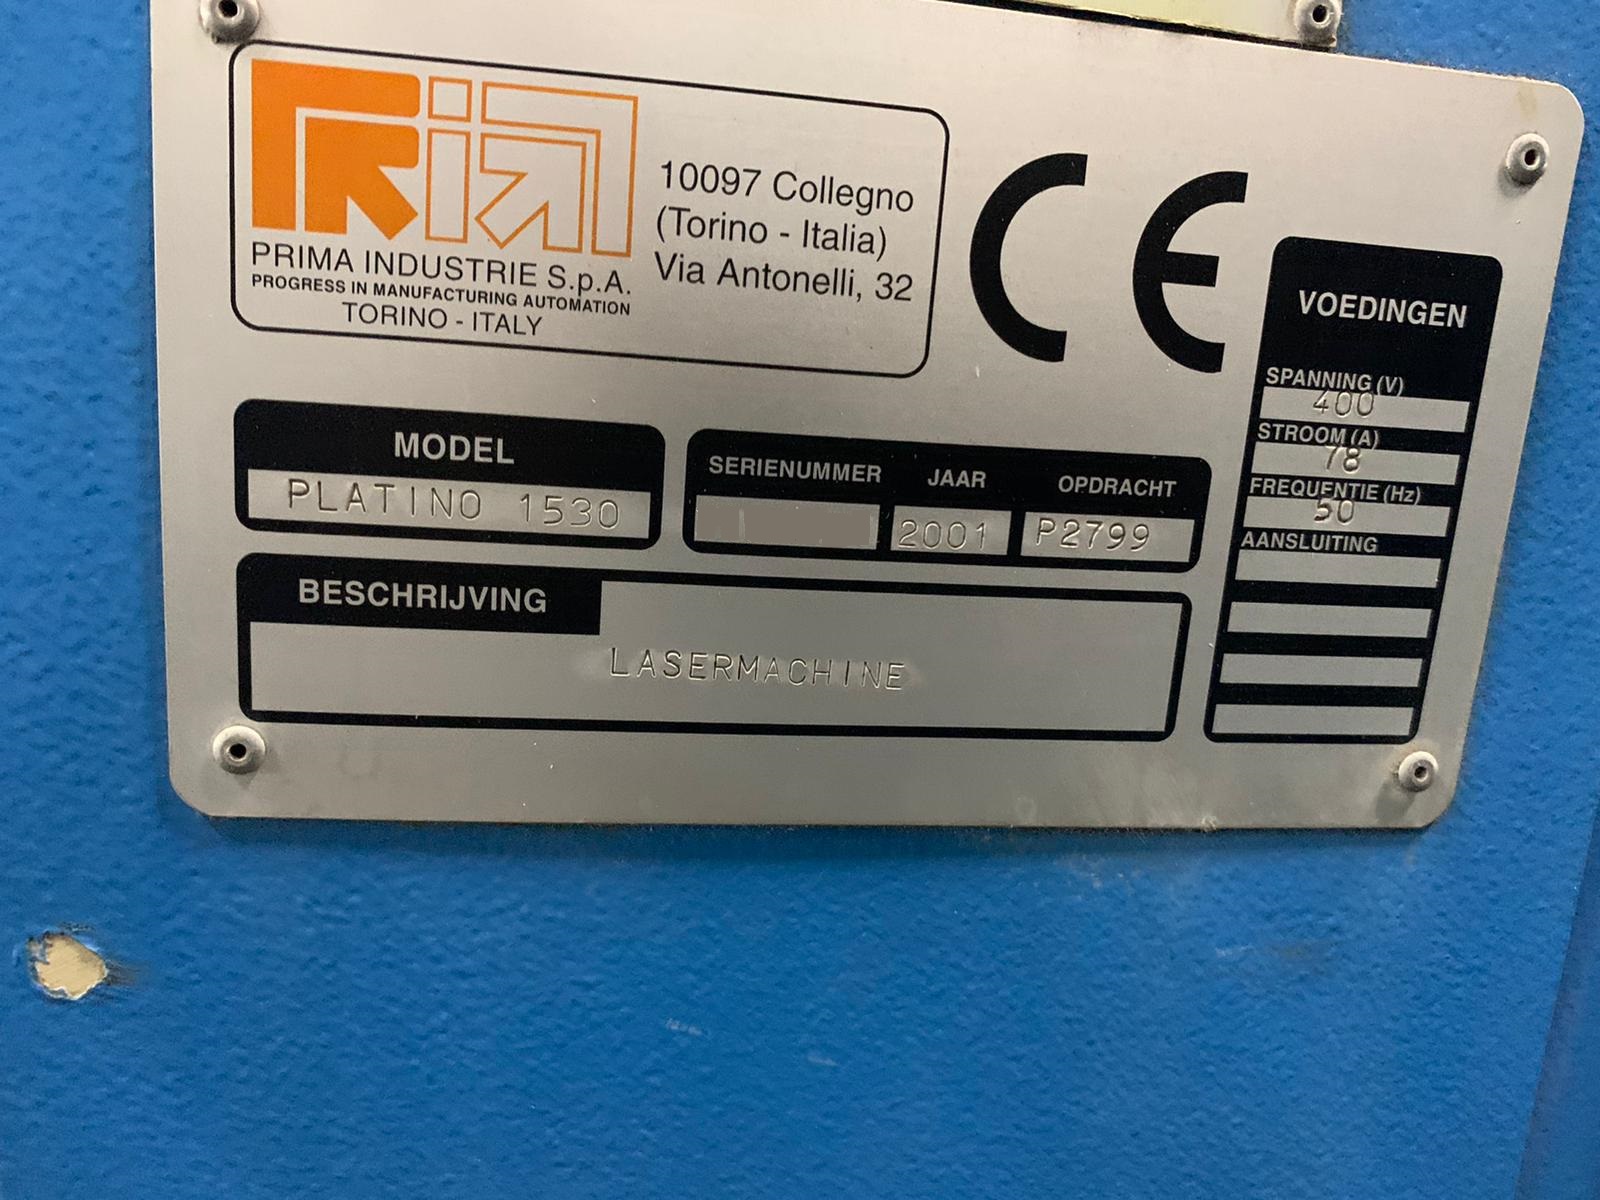 PRIMA
PRIMA INDUSTRIE S.p.A.
PROGRESS IN MANUFACTURING AUTOMATION
TORINO - ITALY
10097 Collegno
(Torino - Italia)
Via Antonelli, 32
CE
MODEL
PLATINO 1530
SERIENUMMER
JAAR
2001
OPDRACHT
P2799
BESCHRIJVING
LASERMACHINE
VOEDINGEN
SPANNING (V)
400
STROOM (A)
78
FREQUENTIE (Hz)
50
AANSLUITING